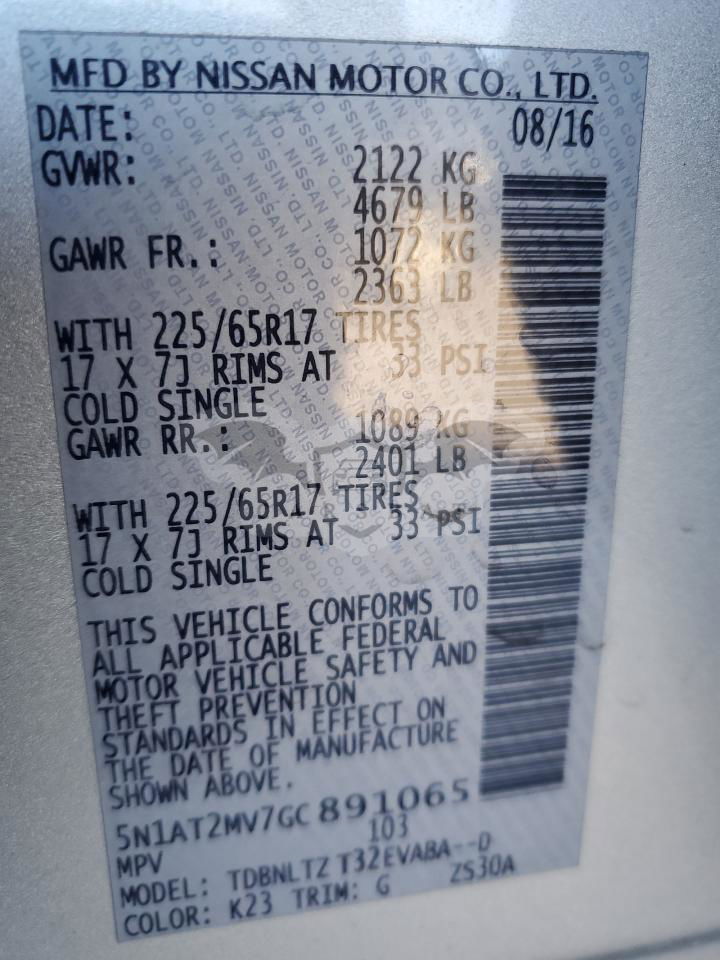 MFD BY NISSAN MOTOR CO., LTD.
DATE: 08/16
GVWR: 2122 KG
4679 LB
GAWR FR.: 1072 KG
2363 LB
WITH 225/65R17 TIRES
17 X 7J RIMS AT 33 PSI
COLD SINGLE
GAWR RR.: 1089 KG
2401 LB
WITH 225/65R17 TIRES
17 X 7J RIMS AT 33 PSI
COLD SINGLE
THIS VEHICLE CONFORMS TO
ALL APPLICABLE FEDERAL
MOTOR VEHICLE SAFETY AND
THEFT PREVENTION
STANDARDS IN EFFECT ON
THE DATE OF MANUFACTURE
SHOWN ABOVE.
5N1AT2MV7GC891065
MPV 103
MODEL: TDBNLTZ T32EVABA--D
COLOR: K23 TRIM: G ZS30A